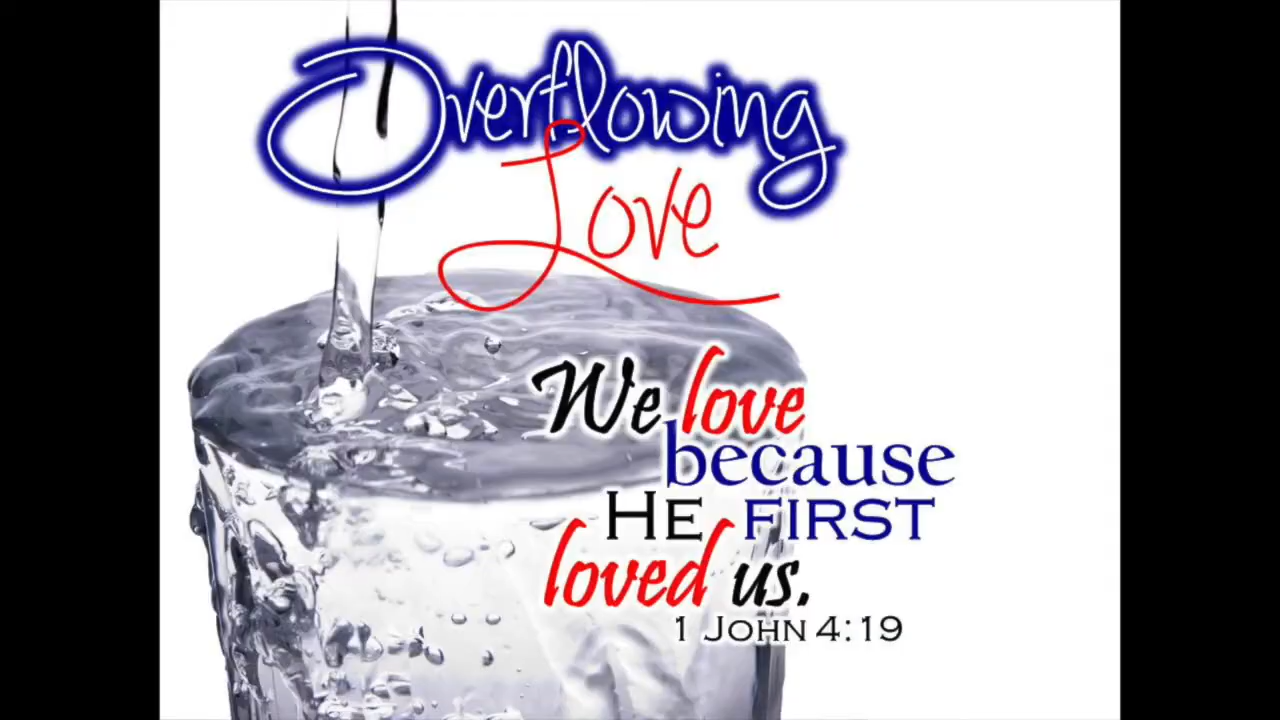 Overflowing
Love
We love
because
HE FIRST
loved us.
1 JOHN 4:19